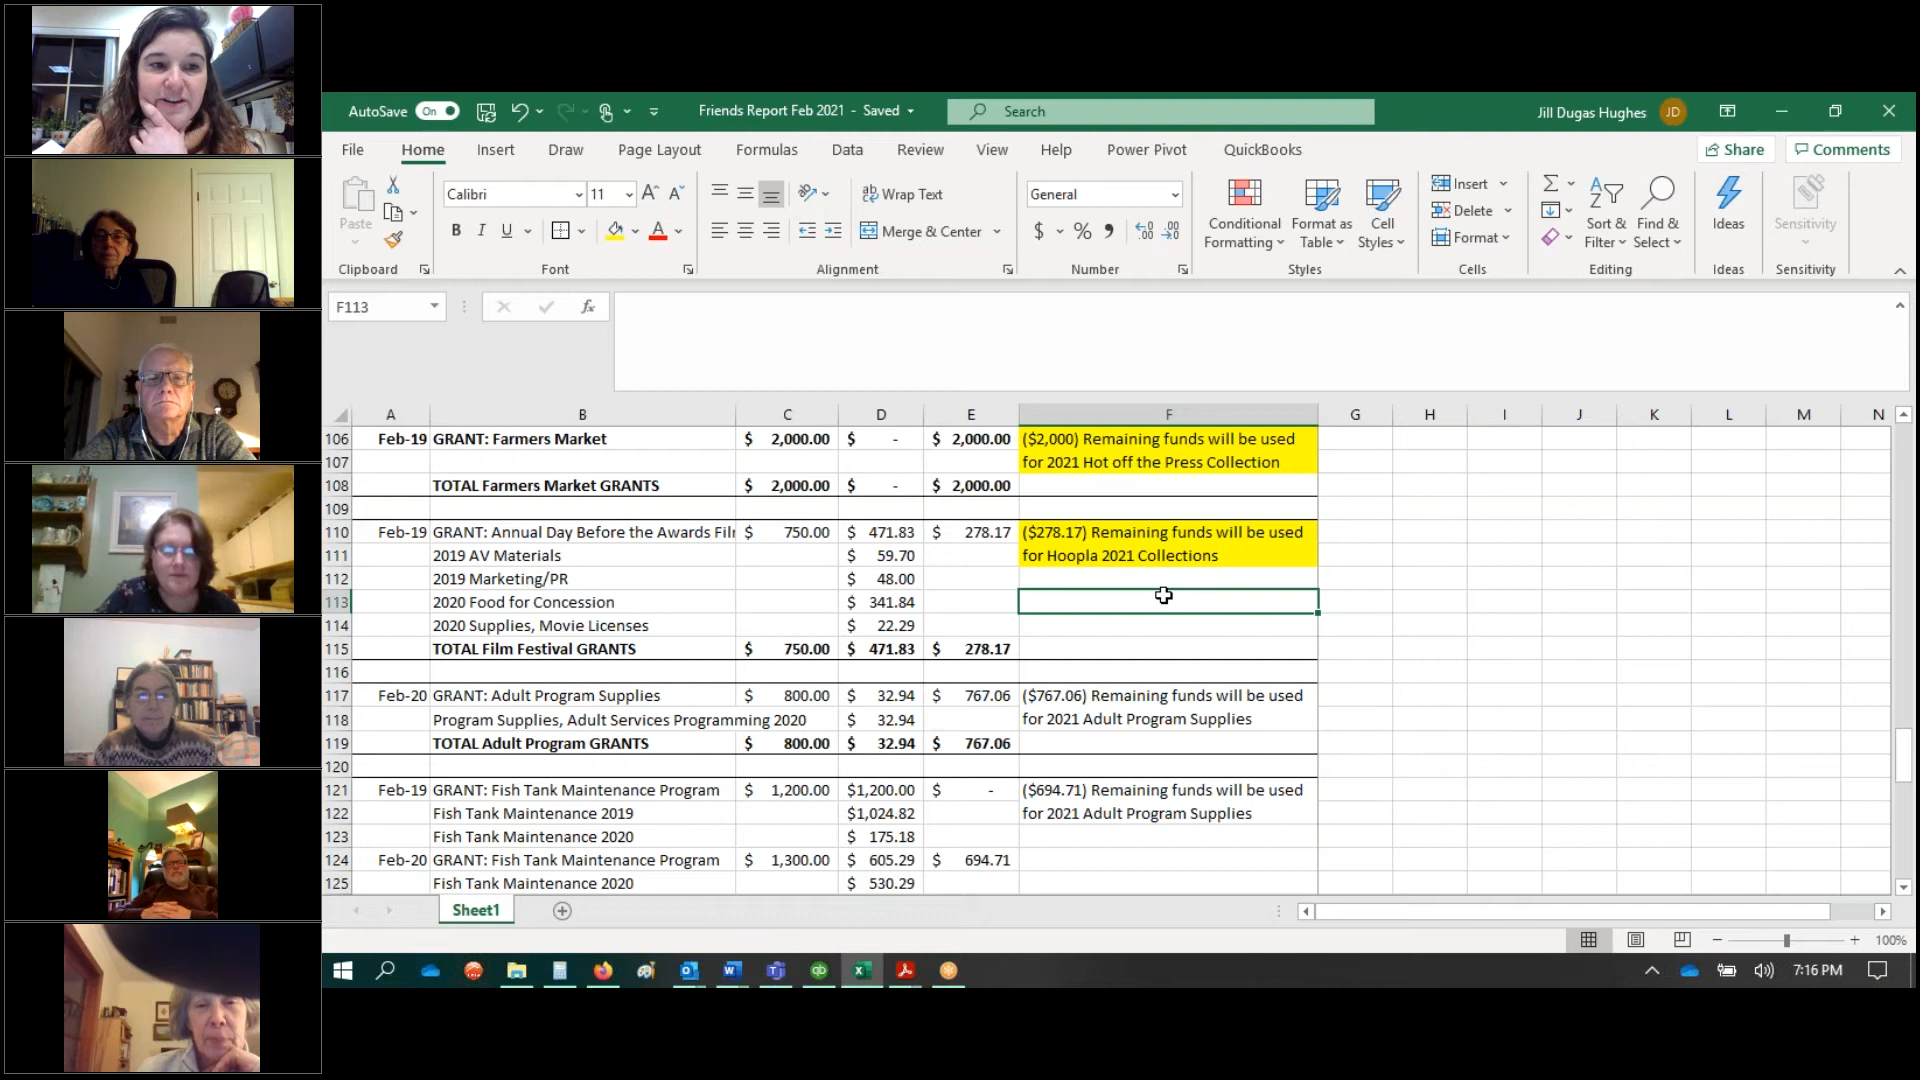 AutoSave On Friends Report Feb 2021 - Saved Search Jill Dugas Hughes JD
File Home Insert Draw Page Layout Formulas Data Review View Help Power Pivot QuickBooks Share Comments
Paste Calibri 11 A A ab Wrap Text General Conditional Formatting Format as Table Cell Styles Insert Delete Format Sort & Filter Find & Select Ideas Sensitivity
B I U A Merge & Center $ % 9
Clipboard Font Alignment Number Styles Cells Editing Ideas Sensitivity
F113 fx
A B C D E F G H I J K L M N
106 Feb-19 GRANT: Farmers Market $ 2,000.00 $ - $ 2,000.00 ($2,000) Remaining funds will be used
107 for 2021 Hot off the Press Collection
108 TOTAL Farmers Market GRANTS $ 2,000.00 $ - $ 2,000.00
109
110 Feb-19 GRANT: Annual Day Before the Awards Fil $ 750.00 $ 471.83 $ 278.17 ($278.17) Remaining funds will be used
111 2019 AV Materials $ 59.70 for Hoopla 2021 Collections
112 2019 Marketing/PR $ 48.00
113 2020 Food for Concession $ 341.84
114 2020 Supplies, Movie Licenses $ 22.29
115 TOTAL Film Festival GRANTS $ 750.00 $ 471.83 $ 278.17
116
117 Feb-20 GRANT: Adult Program Supplies $ 800.00 $ 32.94 $ 767.06 ($767.06) Remaining funds will be used
118 Program Supplies, Adult Services Programming 2020 $ 32.94 for 2021 Adult Program Supplies
119 TOTAL Adult Program GRANTS $ 800.00 $ 32.94 $ 767.06
120
121 Feb-19 GRANT: Fish Tank Maintenance Program $ 1,200.00 $1,200.00 $ - ($694.71) Remaining funds will be used
122 Fish Tank Maintenance 2019 $1,024.82 for 2021 Adult Program Supplies
123 Fish Tank Maintenance 2020 $ 175.18
124 Feb-20 GRANT: Fish Tank Maintenance Program $ 1,300.00 $ 605.29 $ 694.71
125 Fish Tank Maintenance 2020 $ 530.29
Sheet1
100%
7:16 PM